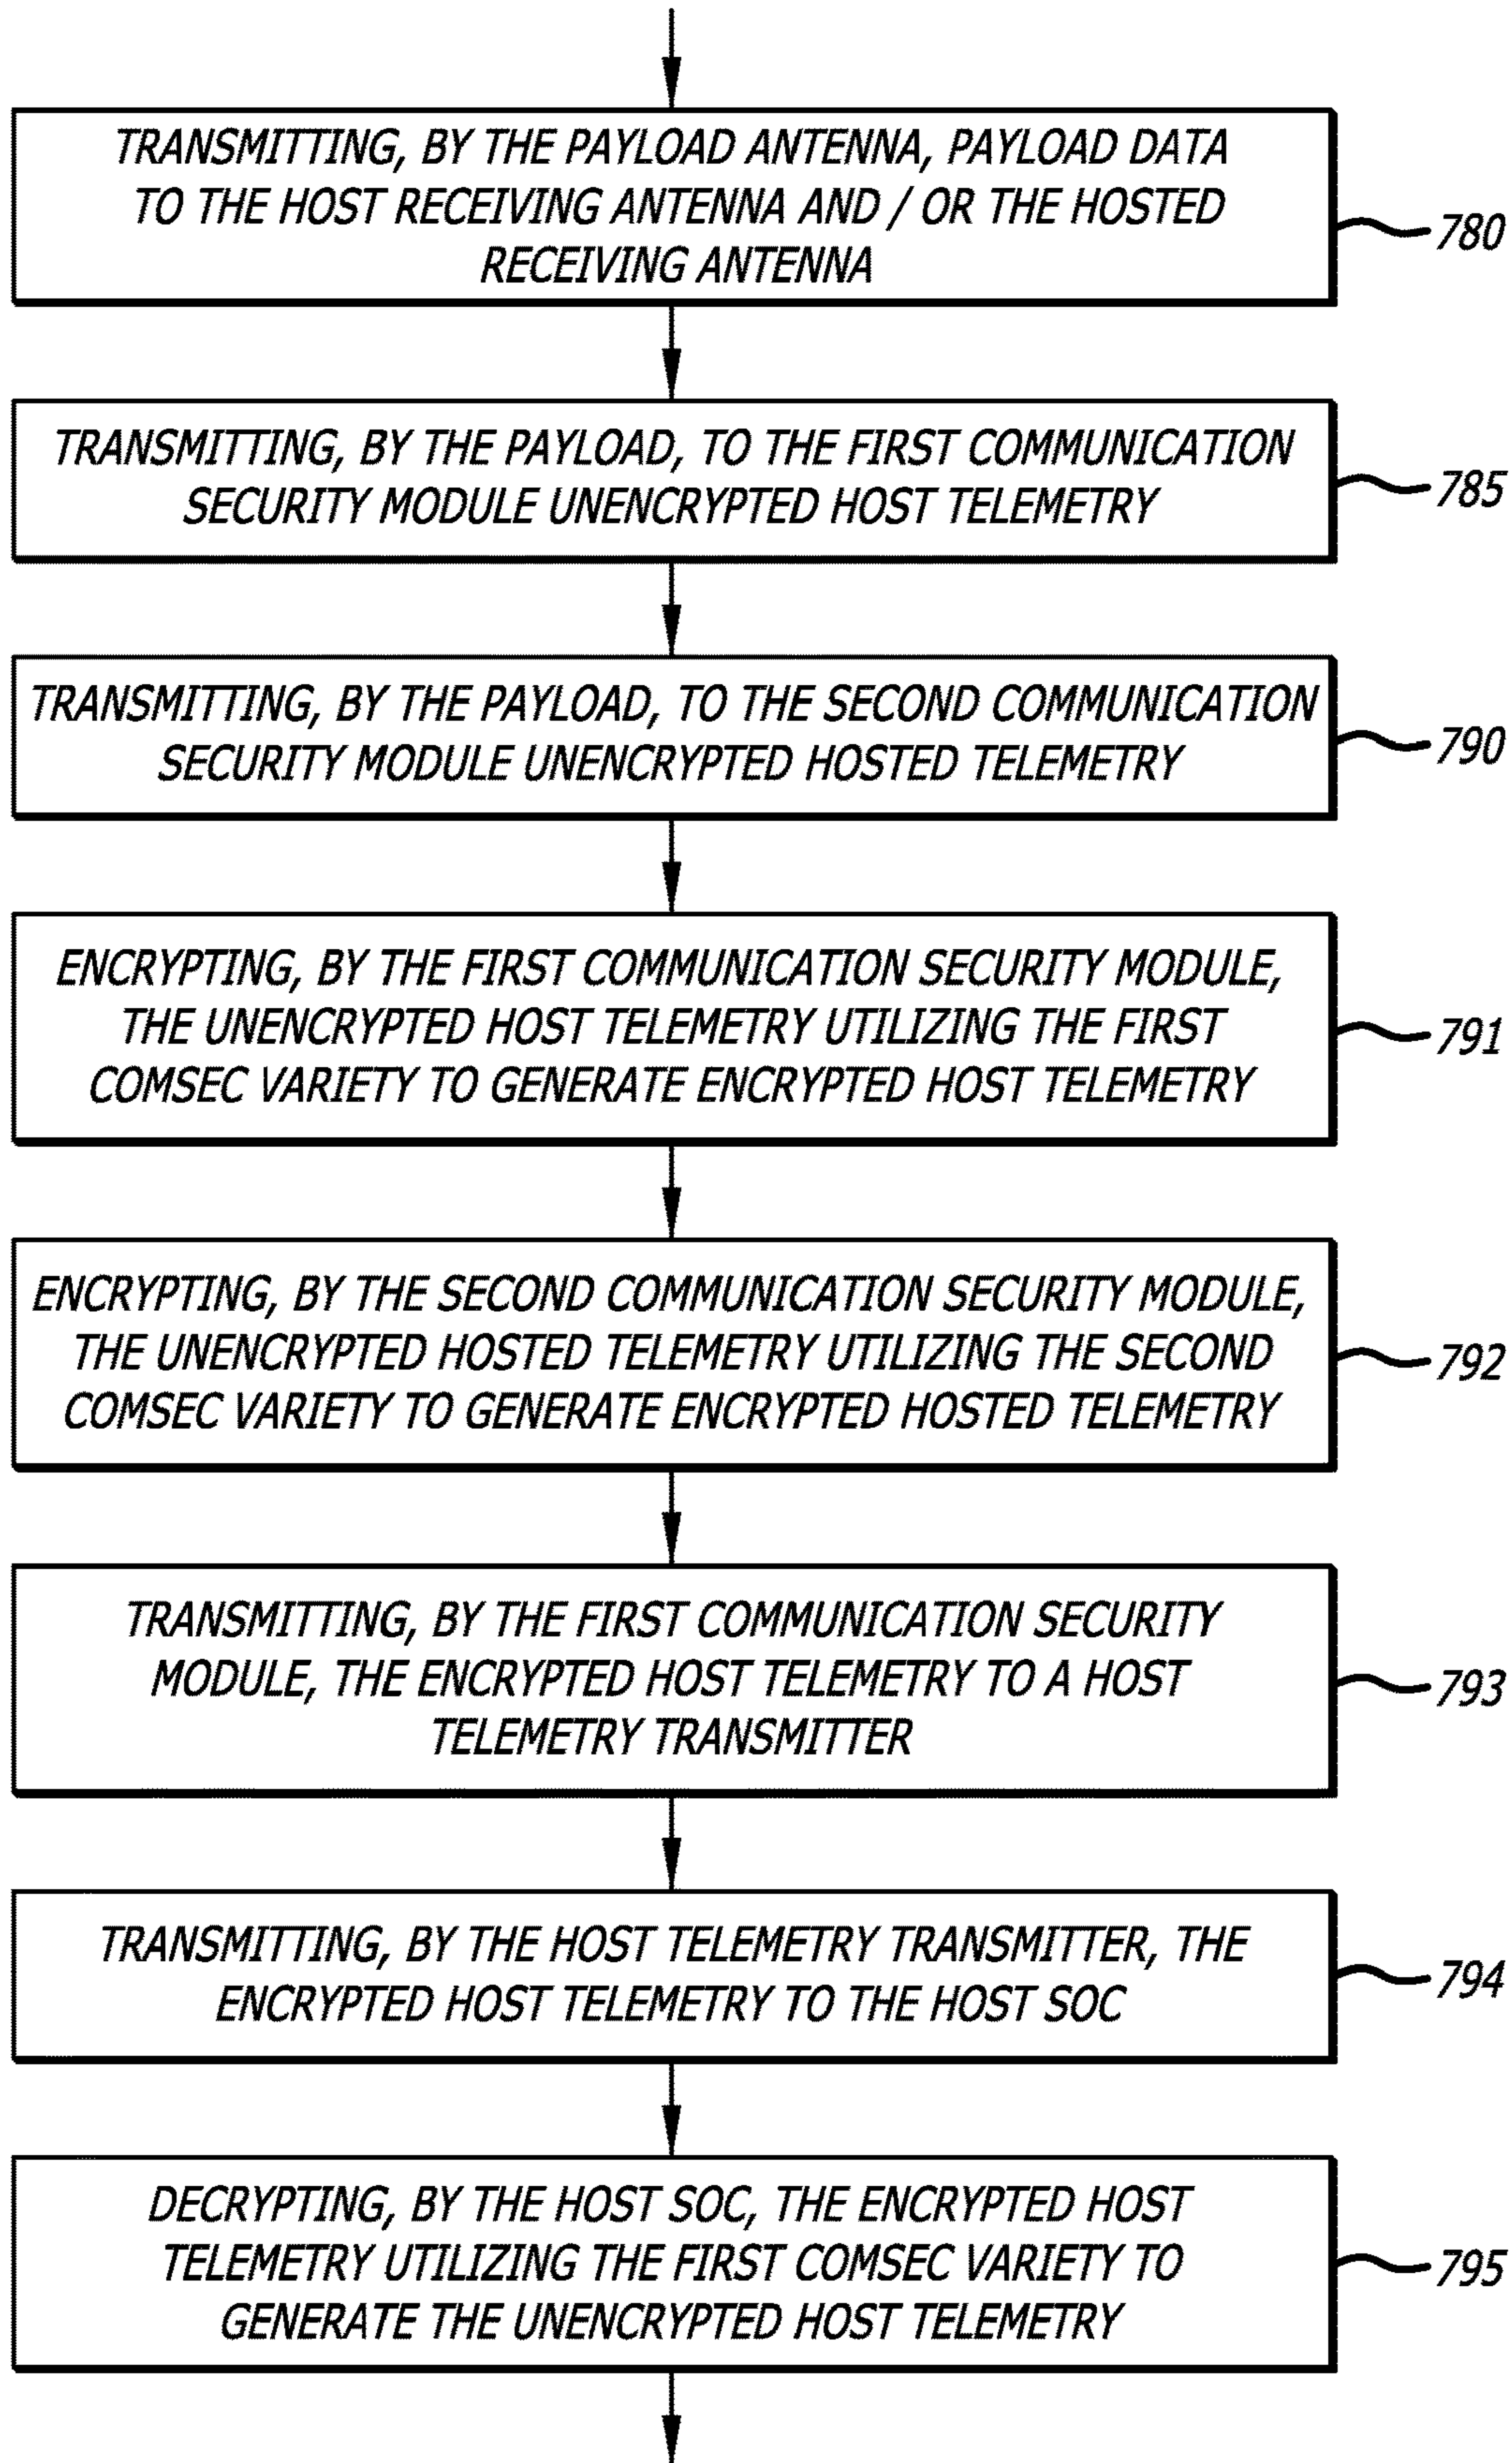 TRANSMITTING, BY THE PAYLOAD ANTENNA, PAYLOAD DATA
TO THE HOST RECEIVING ANTENNA AND / OR THE HOSTED
RECEIVING ANTENNA
780
TRANSMITTING, BY THE PAYLOAD, TO THE FIRST COMMUNICATION
SECURITY MODULE UNENCRYPTED HOST TELEMETRY
785
TRANSMITTING, BY THE PAYLOAD, TO THE SECOND COMMUNICATION
SECURITY MODULE UNENCRYPTED HOSTED TELEMETRY
790
ENCRYPTING, BY THE FIRST COMMUNICATION SECURITY MODULE,
THE UNENCRYPTED HOST TELEMETRY UTILIZING THE FIRST
COMSEC VARIETY TO GENERATE ENCRYPTED HOST TELEMETRY
791
ENCRYPTING, BY THE SECOND COMMUNICATION SECURITY MODULE,
THE UNENCRYPTED HOSTED TELEMETRY UTILIZING THE SECOND
COMSEC VARIETY TO GENERATE ENCRYPTED HOSTED TELEMETRY
792
TRANSMITTING, BY THE FIRST COMMUNICATION SECURITY
MODULE, THE ENCRYPTED HOST TELEMETRY TO A HOST
TELEMETRY TRANSMITTER
793
TRANSMITTING, BY THE HOST TELEMETRY TRANSMITTER, THE
ENCRYPTED HOST TELEMETRY TO THE HOST SOC
794
DECRYPTING, BY THE HOST SOC, THE ENCRYPTED HOST
TELEMETRY UTILIZING THE FIRST COMSEC VARIETY TO
GENERATE THE UNENCRYPTED HOST TELEMETRY
795